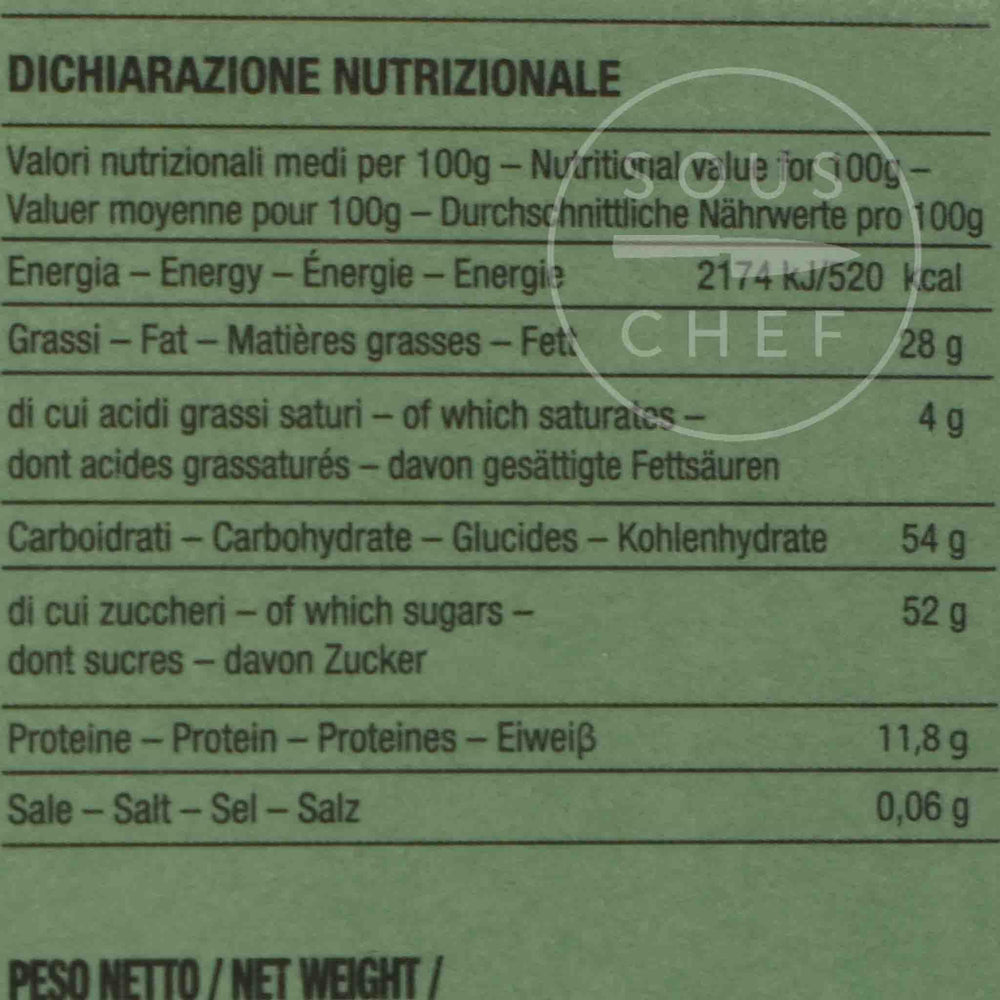 DICHIARAZIONE NUTRIZIONALE
Valori nutrizionali medi per 100g – Nutritional value for 100g –
Valuer moyenne pour 100g – Durchschnittliche Nährwerte pro 100g
Energia – Energy – Énergie – Energie 2174 kJ/520 kcal
Grassi – Fat – Matières grasses – Fett 28 g
di cui acidi grassi saturi – of which saturates – 4 g
dont acides grassaturés – davon gesättigte Fettsäuren
Carboidrati – Carbohydrate – Glucides – Kohlenhydrate 54 g
di cui zuccheri – of which sugars – 52 g
dont sucres – davon Zucker
Proteine – Protein – Proteines – Eiweiβ 11,8 g
Sale – Salt – Sel – Salz 0,06 g
PESO NETTO / NET WEIGHT /
SOUS
CHEF